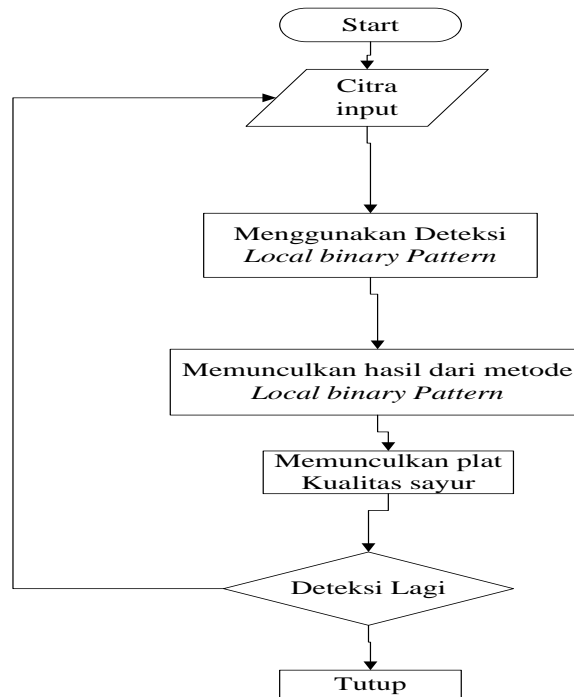 Start
Citra
input
Menggunakan Deteksi
Local binary Pattern
Memunculkan hasil dari metode
Local binary Pattern
Memunculkan plat
Kualitas sayur
Deteksi Lagi
Tutup